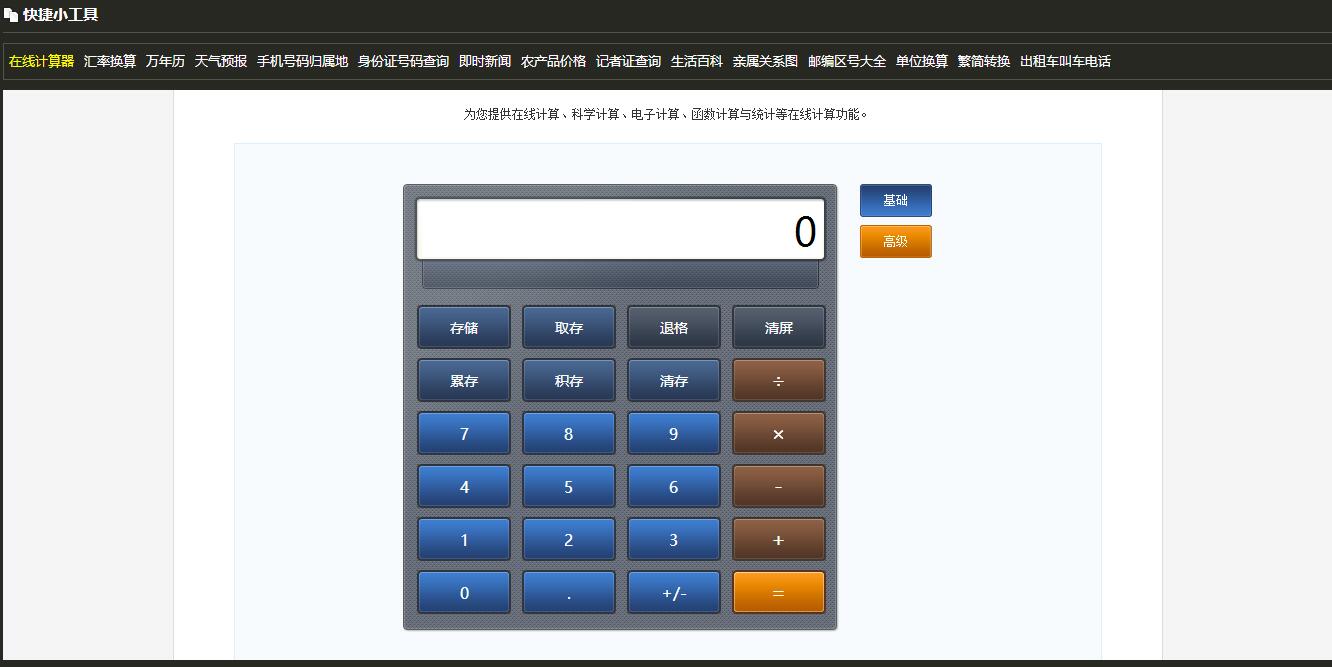 快捷小工具
在线计算器 汇率换算 万年历 天气预报 手机号码归属地 身份证号码查询 即时新闻 农产品价格 记者证查询 生活百科 亲属关系图 邮编区号大全 单位换算 繁简转换 出租车叫车电话
为您提供在线计算、科学计算、电子计算、函数计算与统计等在线计算功能。
0 基础
高级
存储 取存 退格 清屏
累存 积存 清存 ÷
7 8 9 ×
4 5 6 -
1 2 3 +
0 . +/- =